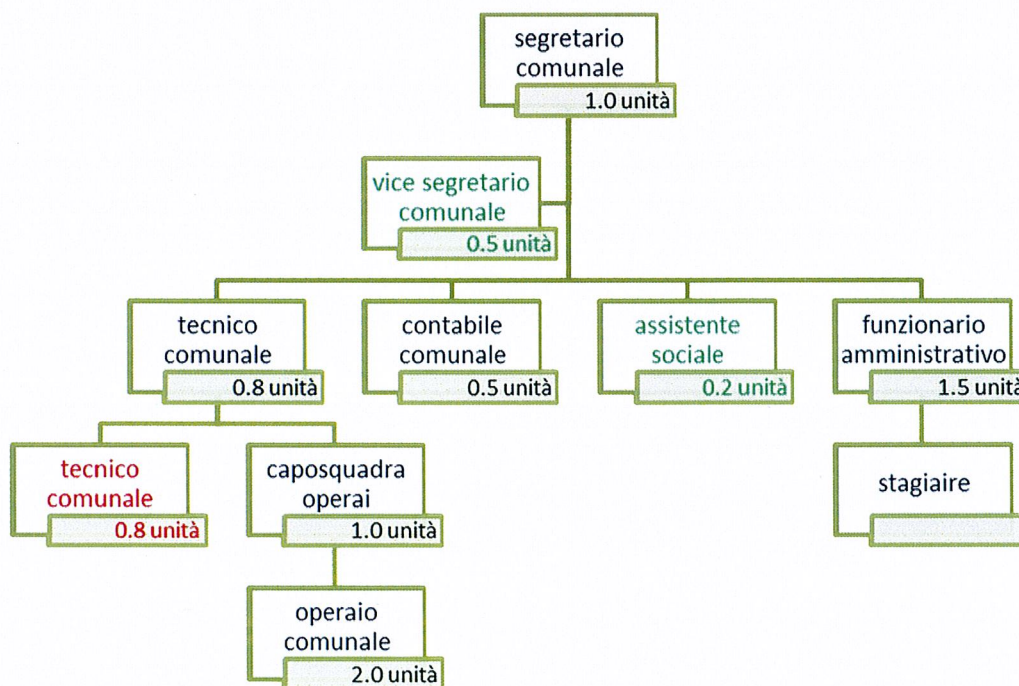 segretario
comunale
1.0 unità
vice segretario
comunale
0.5 unità
tecnico
comunale
0.8 unità
contabile
comunale
0.5 unità
assistente
sociale
0.2 unità
funzionario
amministrativo
1.5 unità
tecnico
comunale
0.8 unità
caposquadra
operai
1.0 unità
stagiaire
operaio
comunale
2.0 unità